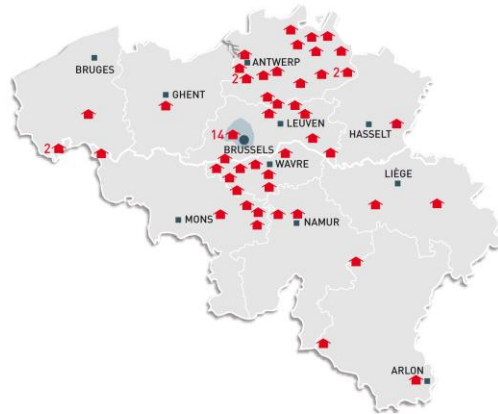 ANTWERP
BRUGES
2
2
GHENT
LEUVEN
HASSELT
14
BRUSSELS
2
WAVRE
LIÈGE
MONS
NAMUR
ARLON